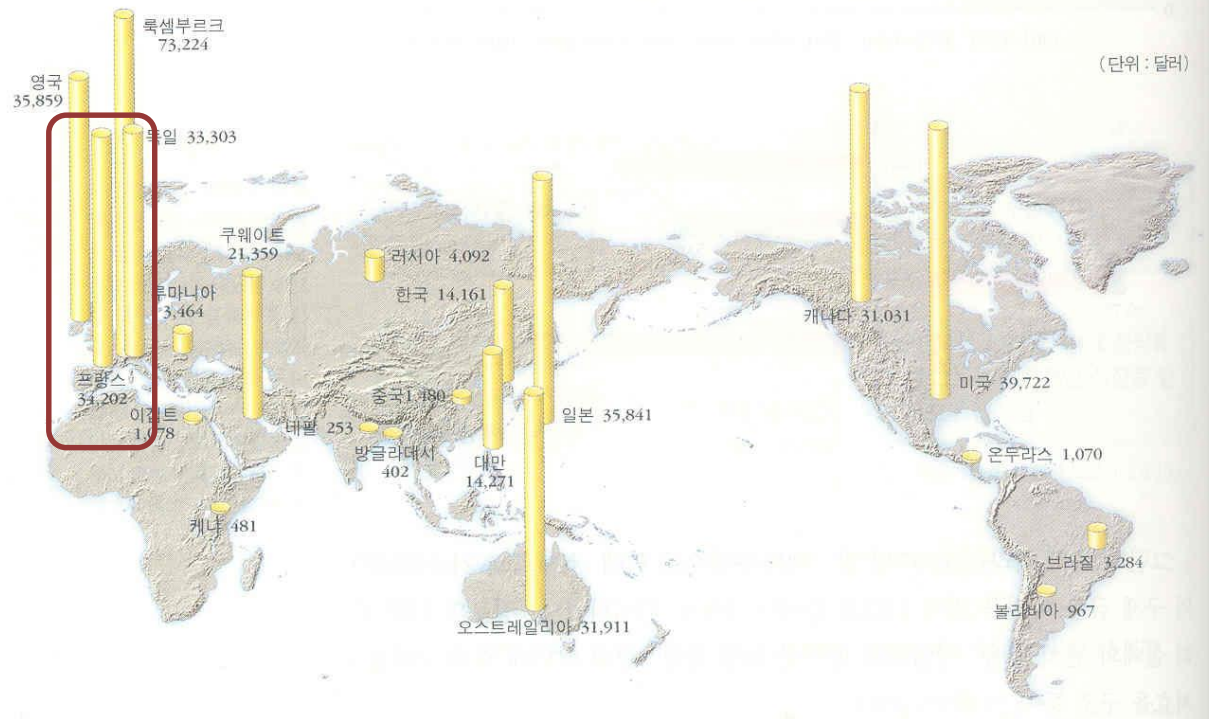 룩셈부르크
73,224
(단위 : 달러)
영국
35,859
독일 33,303
쿠웨이트
21,359
러시아 4,092
루마니아
3,464
한국 14,161
캐나다 31,031
프랑스
34,202
중국1,480
미국 39,722
이집트
1,078
네팔 253
일본 35,841
방글라데시
402
대만
14,271
온두라스 1,070
케냐 481
브라질 3,284
볼리비아 967
오스트레일리아 31,911